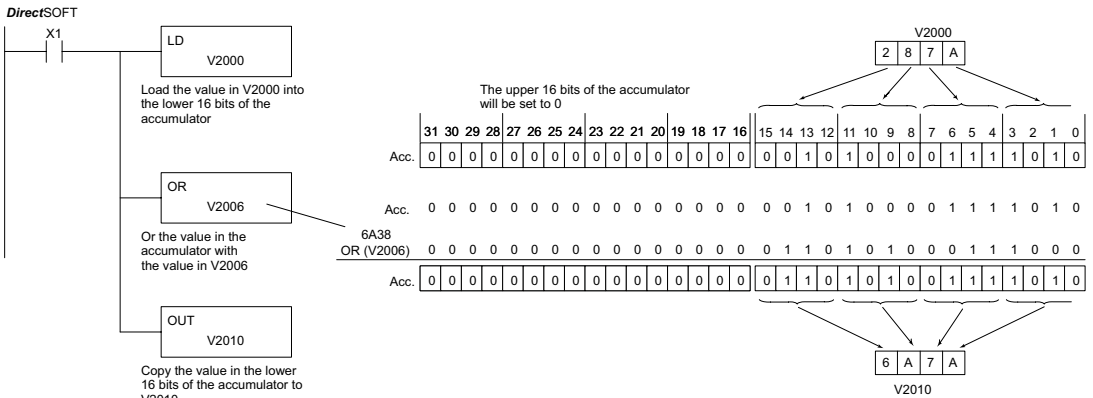 DirectSOFT
X1
LD
V2000
Load the value in V2000 into
the lower 16 bits of the
accumulator
OR
V2006
Or the value in the
accumulator with
the value in V2006
OUT
V2010
Copy the value in the lower
16 bits of the accumulator to
V2010
The upper 16 bits of the accumulator
will be set to 0
V2000
2 8 7 A
31 30 29 28 27 26 25 24 23 22 21 20 19 18 17 16 15 14 13 12 11 10 9 8 7 6 5 4 3 2 1 0
Acc. 0 0 0 0 0 0 0 0 0 0 0 0 0 0 0 0 0 0 1 0 1 0 0 0 0 1 1 1 1 0 1 0
Acc. 0 0 0 0 0 0 0 0 0 0 0 0 0 0 0 0 0 0 1 0 1 0 0 0 0 1 1 1 1 0 1 0
6A38
OR (V2006) 0 0 0 0 0 0 0 0 0 0 0 0 0 0 0 0 0 1 1 0 1 0 1 0 0 0 1 1 1 0 0 0
Acc. 0 0 0 0 0 0 0 0 0 0 0 0 0 0 0 0 0 1 1 0 1 0 1 0 0 1 1 1 1 0 1 0
6 A 7 A
V2010